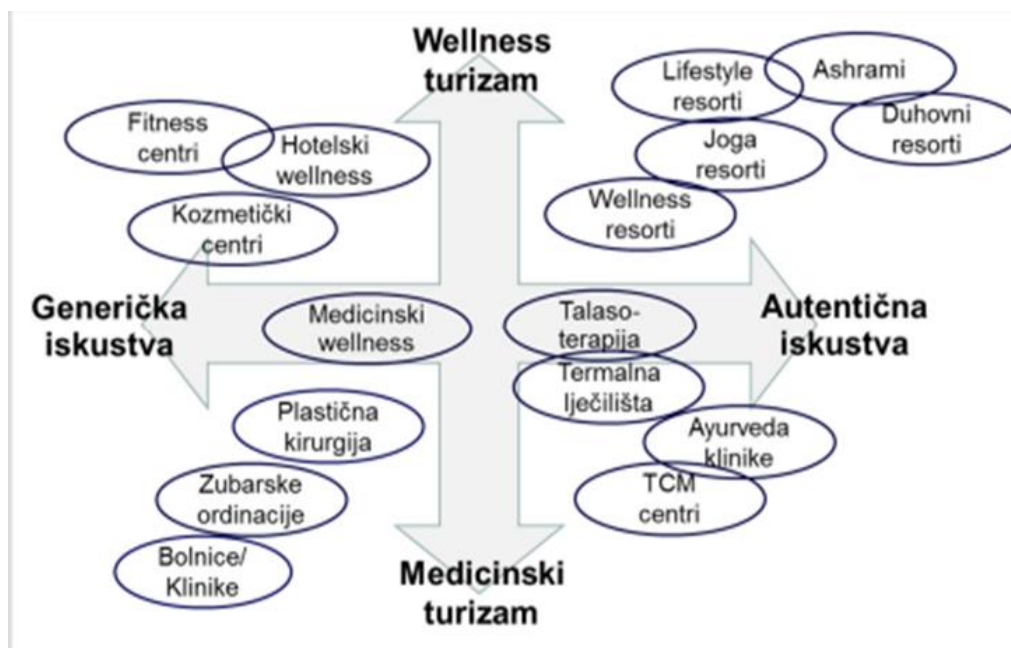 Wellness
turizam
Fitness
centri
Hotelski
wellness
Kozmetički
centri
Lifestyle
resorti
Ashrami
Duhovni
resorti
Joga
resorti
Wellness
resorti
Generička
iskustva
Medicinski
wellness
Talaso-
terapija
Autentična
iskustva
Termalna
lječilišta
Plastična
kirurgija
Ayurveda
klinike
Zubarske
ordinacije
TCM
centri
Bolnice/
Klinike
Medicinski
turizam